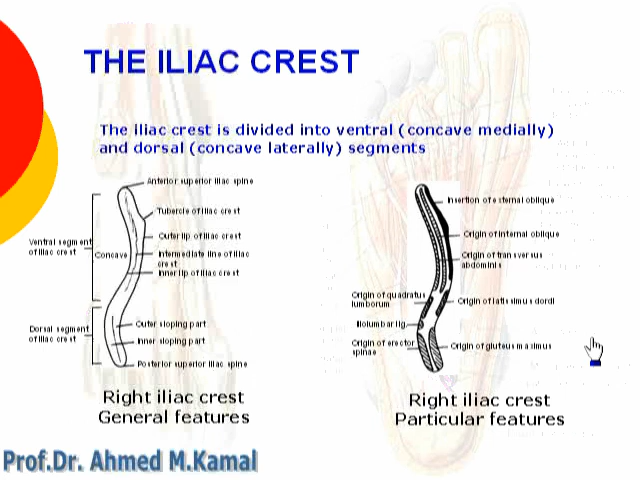 THE ILIAC CREST
The iliac crest is divided into ventral (concave medially)
and dorsal (concave laterally) segments
Anterior superior iliac spine
Tubercle of iliac crest
Outer lip of iliac crest
Ventral segment
of iliac crest
Concave
Intermediate line of iliac
crest
Inner lip of iliac crest
Dorsal segment
of iliac crest
Outer sloping part
Inner sloping part
Posterior superior iliac spine
Right iliac crest
General features
Insertion of external oblique
Origin of internal oblique
Origin of transversus
abdominis
Origin of quadratus
lumborum
Origin of latissimus dordi
Iliolumbar lig.
Origin of erector
spinae
Origin of gluteus maximus
Right iliac crest
Particular features
Prof.Dr. Ahmed M.Kamal